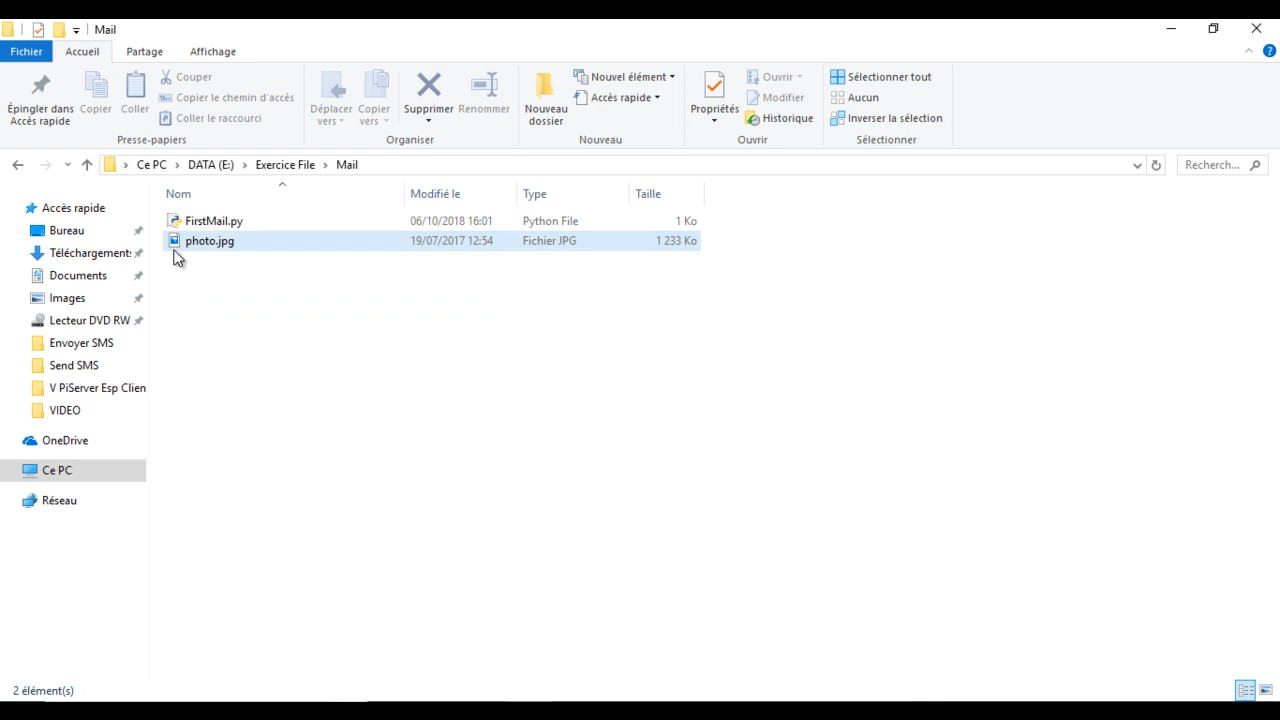 Mail
Fichier Accueil Partage Affichage
Épingler dans Accès rapide
Copier
Coller
Couper
Copier le chemin d'accès
Coller le raccourci
Presse-papiers
Déplacer vers
Copier vers
Supprimer
Renommer
Organiser
Nouveau dossier
Nouvel élément
Accès rapide
Nouveau
Propriétés
Ouvrir
Modifier
Historique
Ouvrir
Sélectionner tout
Aucun
Inverser la sélection
Sélectionner
Ce PC > DATA (E:) > Exercice File > Mail
Recherch...
Nom Modifié le Type Taille
FirstMail.py 06/10/2018 16:01 Python File 1 Ko
photo.jpg 19/07/2017 12:54 Fichier JPG 1 233 Ko
Accès rapide
Bureau
Téléchargement:
Documents
Images
Lecteur DVD RW
Envoyer SMS
Send SMS
V PiServer Esp Clien
VIDEO
OneDrive
Ce PC
Réseau
2 élément(s)